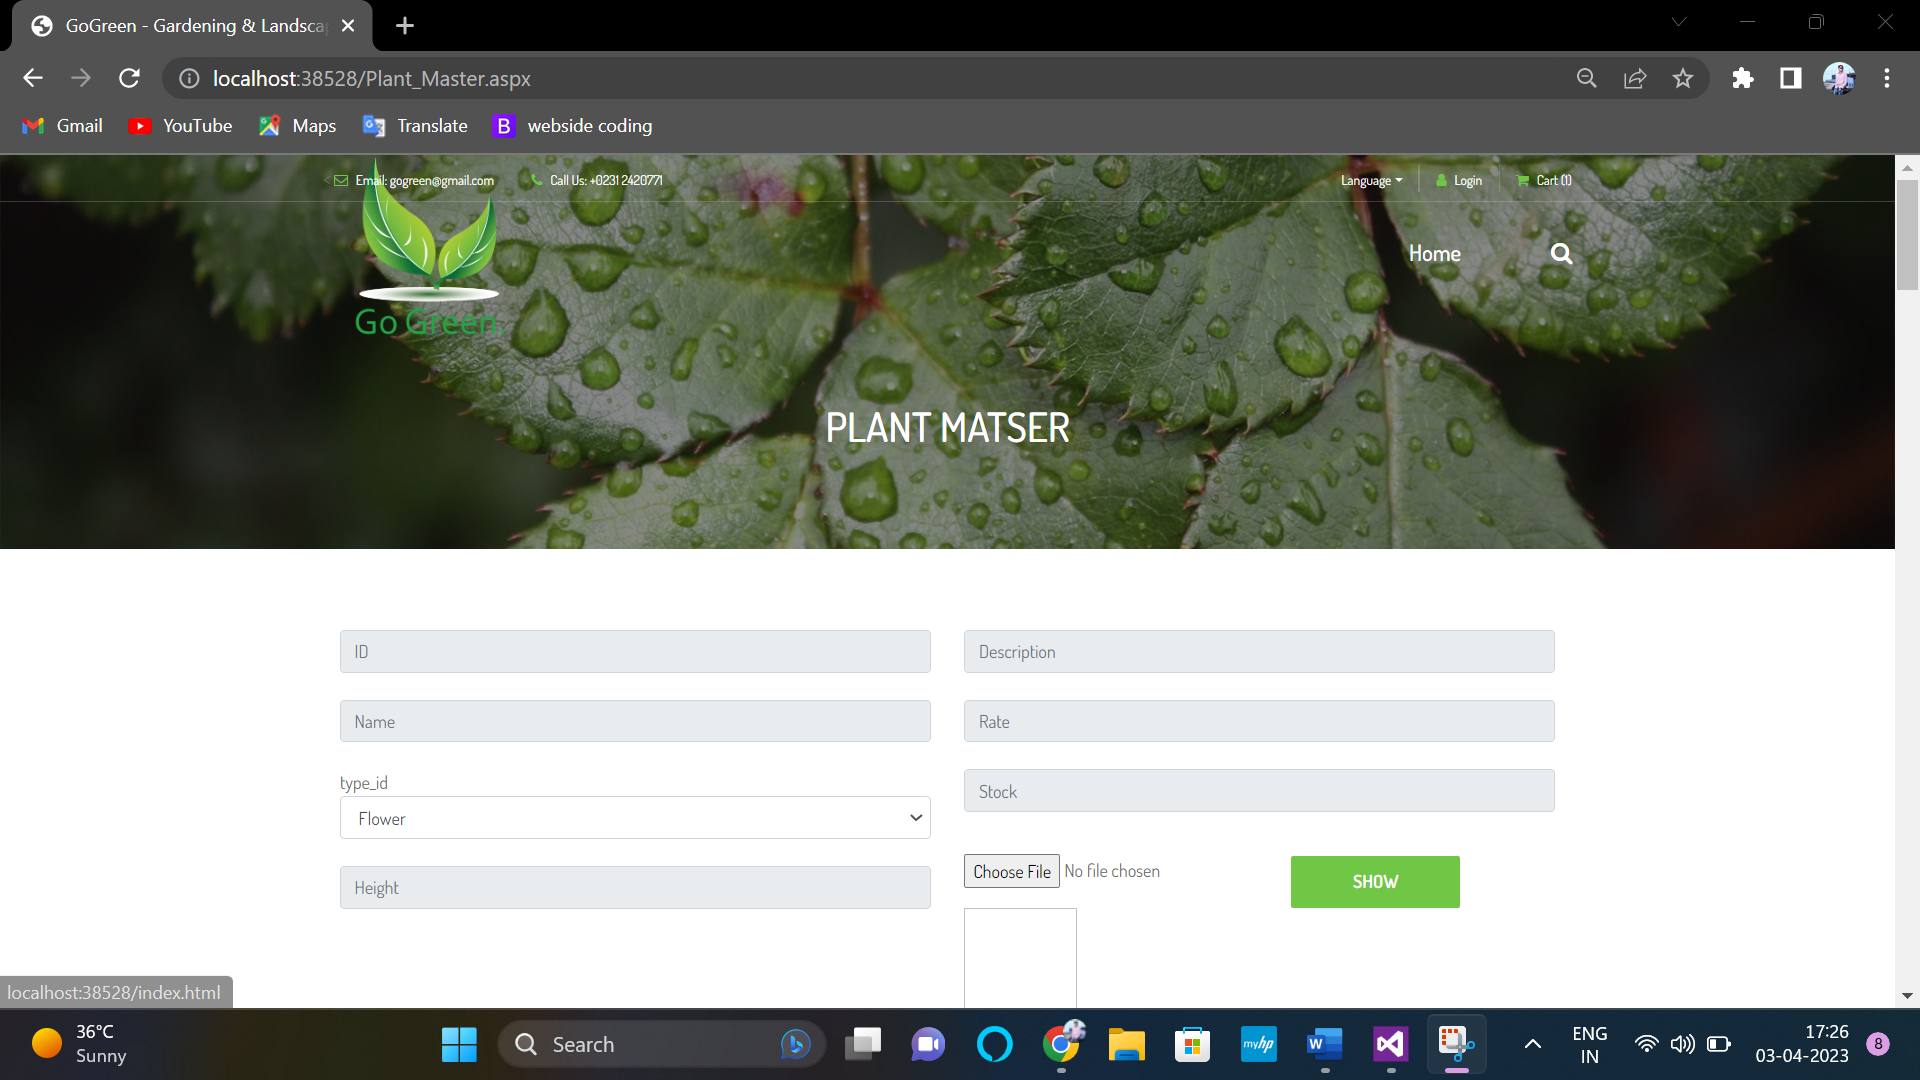 GoGreen - Gardening & Landsca
localhost:38528/Plant_Master.aspx
Gmail YouTube Maps Translate B webside coding
Email: gogreen@gmail.com Call Us: +0231 2420771 Language Login Cart (1)
Go Green
Home
PLANT MATSER
ID Description
Name Rate
type_id
Flower
Stock
Height
Choose File No file chosen SHOW
localhost:38528/index.html
36°C
Sunny
Search
myhp
W
ENG
IN
17:26
03-04-2023
8